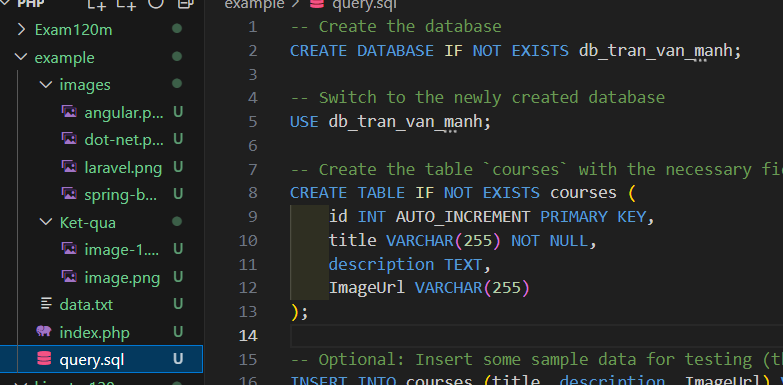 PHP
Exam120m
example
images
angular.p... U
dot-net.p... U
laravel.png U
spring-b... U
Ket-qua
image-1.... U
image.png U
data.txt U
index.php U
query.sql U
example > query.sql
1 -- Create the database
2 CREATE DATABASE IF NOT EXISTS db_tran_van_manh;
3
4 -- Switch to the newly created database
5 USE db_tran_van_manh;
6
7 -- Create the table `courses` with the necessary fie
8 CREATE TABLE IF NOT EXISTS courses (
9 id INT AUTO_INCREMENT PRIMARY KEY,
10 title VARCHAR(255) NOT NULL,
11 description TEXT,
12 ImageUrl VARCHAR(255)
13 );
14
15 -- Optional: Insert some sample data for testing (t
16 INSERT INTO courses (title, description, ImageUrl)